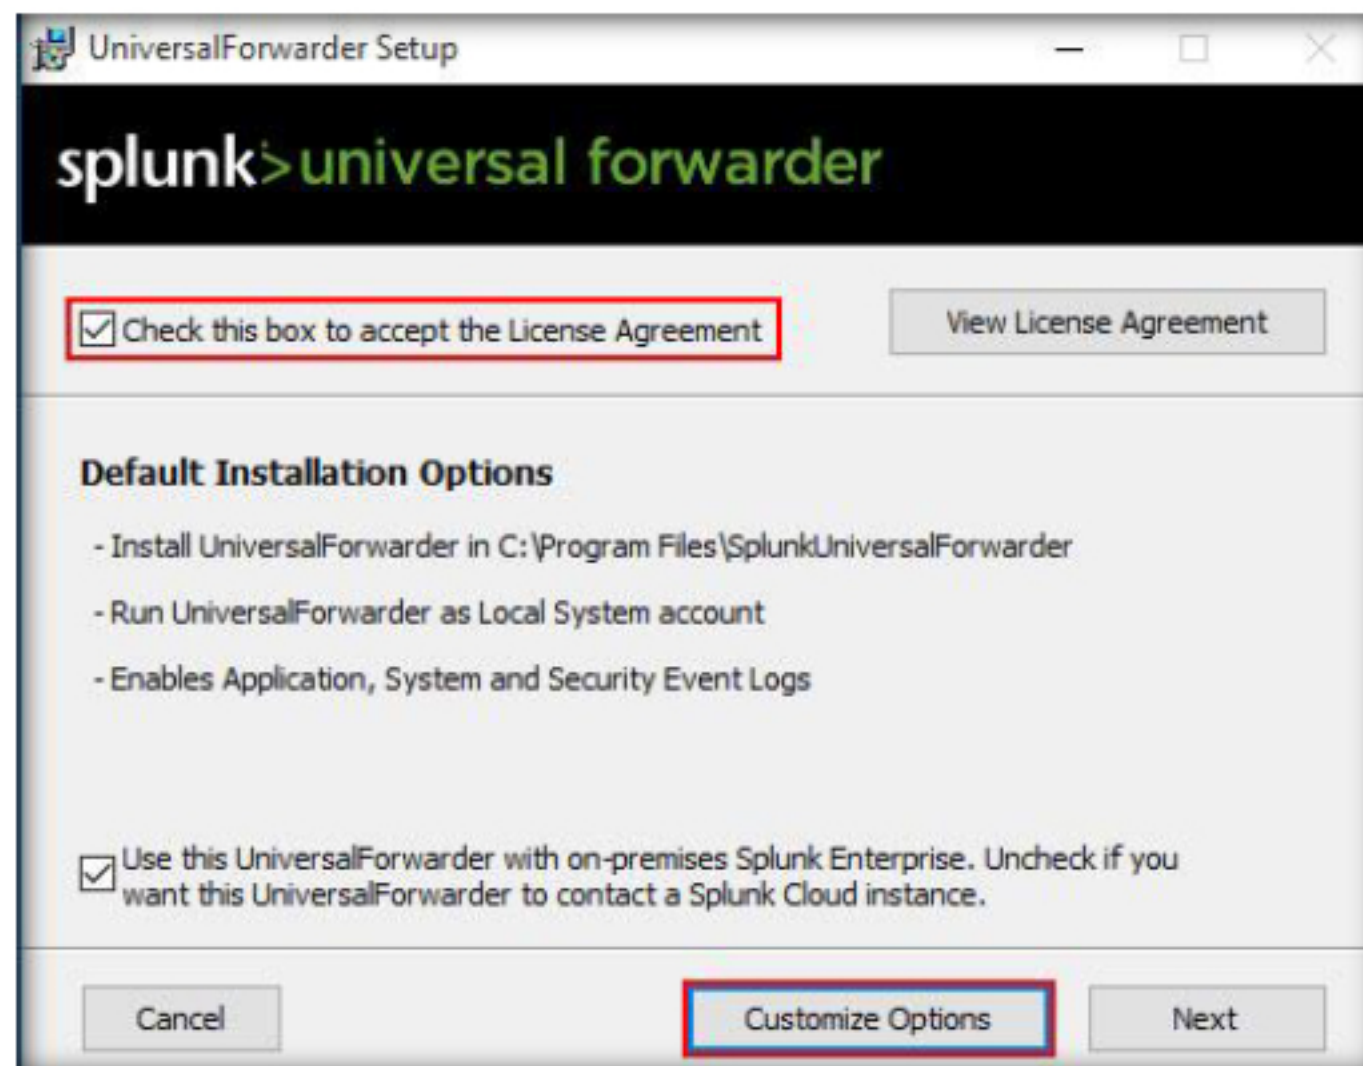 UniversalForwarder Setup
splunk>universal forwarder
Check this box to accept the License Agreement
View License Agreement
Default Installation Options
- Install UniversalForwarder in C:\Program Files\SplunkUniversalForwarder
- Run UniversalForwarder as Local System account
- Enables Application, System and Security Event Logs
Use this UniversalForwarder with on-premises Splunk Enterprise. Uncheck if you
want this UniversalForwarder to contact a Splunk Cloud instance.
Cancel
Customize Options
Next